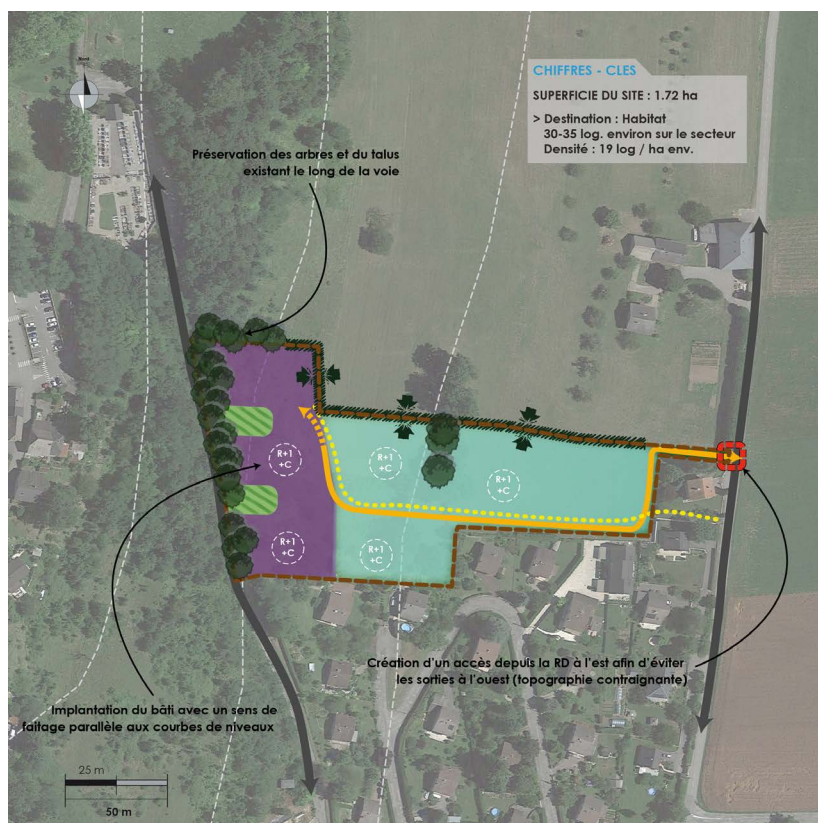 Nord
CHIFFRES - CLES
SUPERFICIE DU SITE : 1.72 ha
> Destination : Habitat
30-35 log. environ sur le secteur
Densité : 19 log / ha env.
Préservation des arbres et du talus
existant le long de la voie
R+1
+C
R+1
+C
R+1
+C
R+1
+C
R+1
+C
Création d'un accès depuis la RD à l'est afin d'éviter
les sorties à l'ouest (topographie contraignante)
Implantation du bâti avec un sens de
faitage parallèle aux courbes de niveaux
25 m
50 m